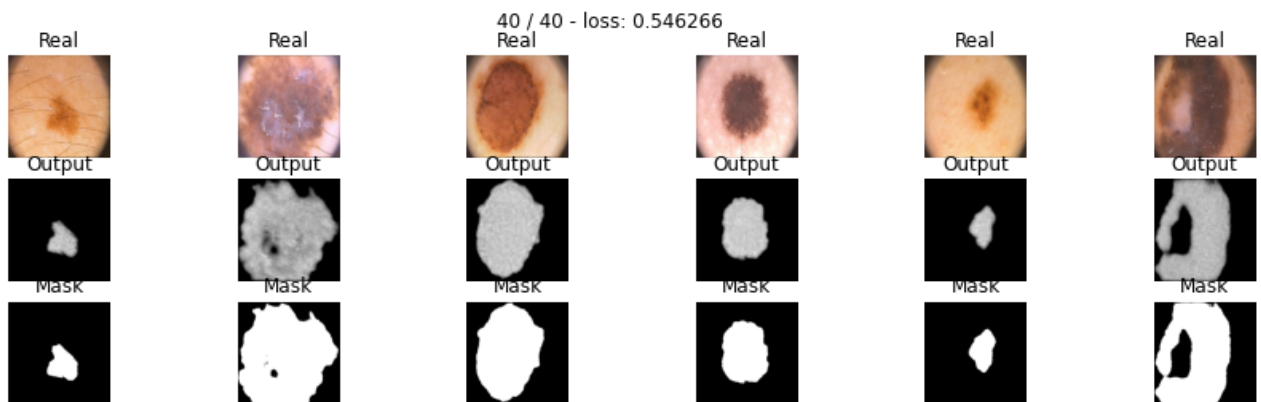 40 / 40 - loss: 0.546266
Real Real Real Real Real Real
Output Output Output Output Output Output
Mask Mask Mask Mask Mask Mask